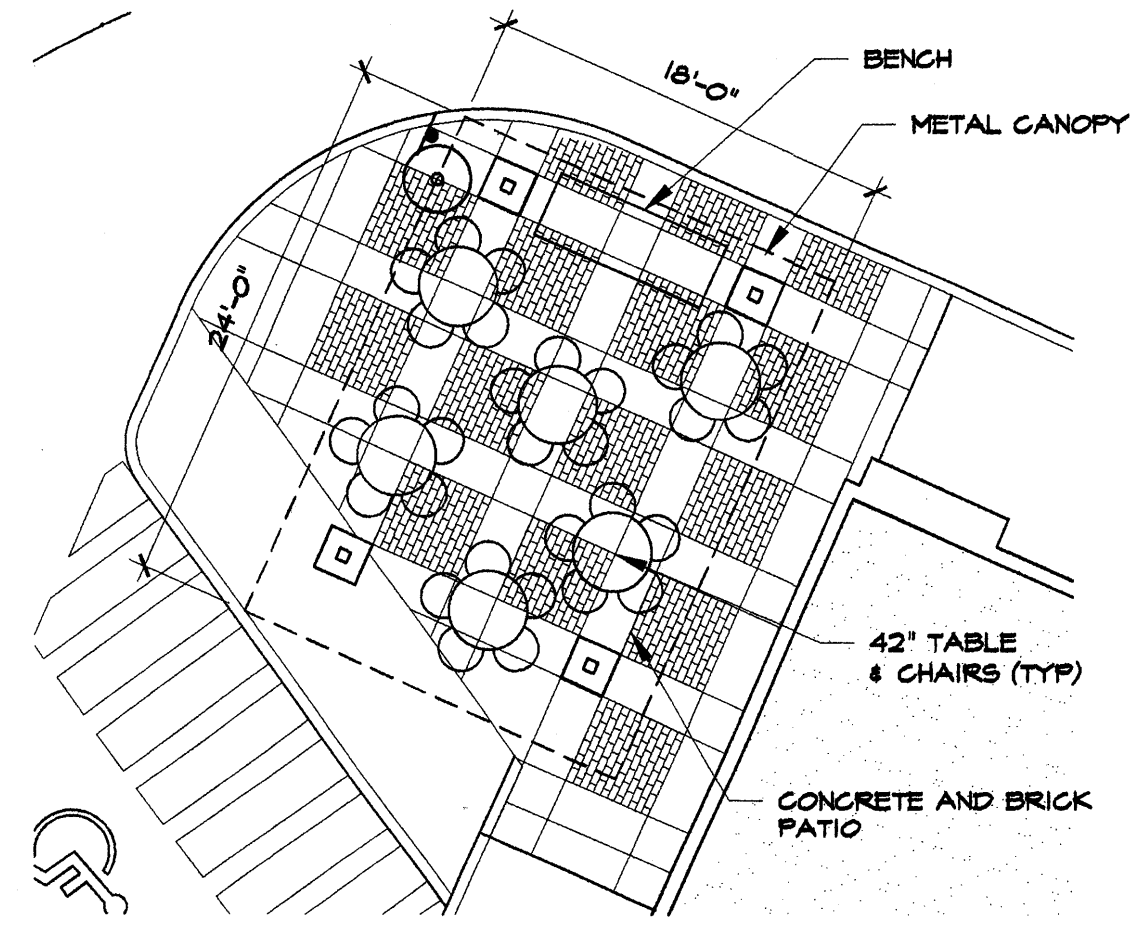 BENCH
18'-0"
METAL CANOPY
24'-0"
42" TABLE
& CHAIRS (TYP)
CONCRETE AND BRICK
PATIO